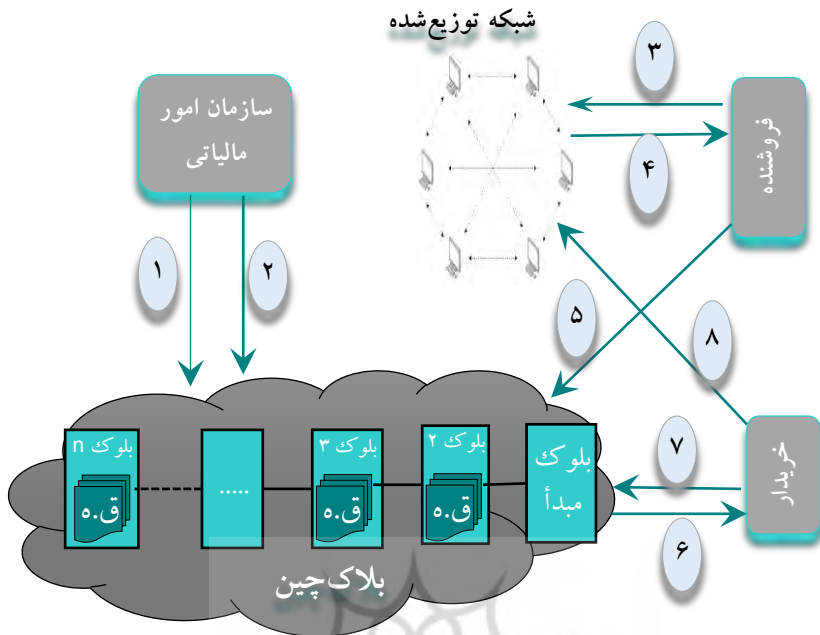 شبکه توزیع‌شده
سازمان امور
مالیاتی
فروشنده
۳
۴
۱
۲
۵
۸
خریدار
۷
۶
بلوک
مبدأ
بلوک ۲
ق.ه
بلوک ۳
ق.ه
.....
بلوک n
ق.ه
بلاک‌چین